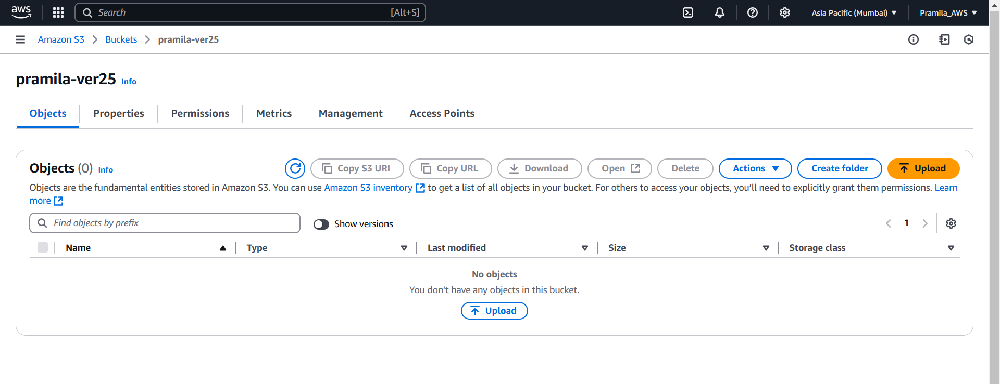 aws Search [Alt+S] Asia Pacific (Mumbai) Pramila_AWS
Amazon S3 Buckets pramila-ver25
pramila-ver25 Info
Objects Properties Permissions Metrics Management Access Points
Objects (0) Info Copy S3 URI Copy URL Download Open Delete Actions Create folder Upload
Objects are the fundamental entities stored in Amazon S3. You can use Amazon S3 inventory to get a list of all objects in your bucket. For others to access your objects, you’ll need to explicitly grant them permissions. Learn
more
Find objects by prefix Show versions 1
Name Type Last modified Size Storage class
No objects
You don't have any objects in this bucket.
Upload